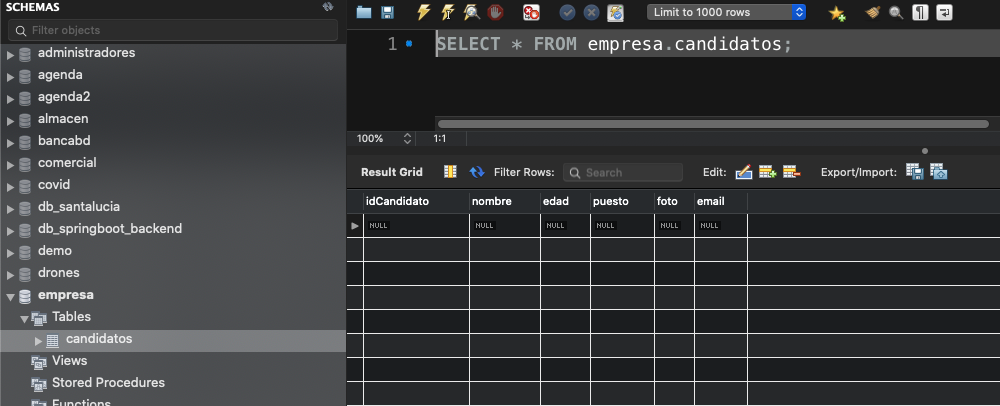 SCHEMAS
Filter objects
administradores
agenda
agenda2
almacen
bancabd
comercial
covid
db_santalucia
db_springboot_backend
demo
drones
empresa
Tables
candidatos
Views
Stored Procedures
Functions
Limit to 1000 rows
1 SELECT * FROM empresa.candidatos;
100% 1:1
Result Grid Filter Rows: Search Edit: Export/Import:
idCandidato nombre edad puesto foto email
NULL NULL NULL NULL NULL NULL